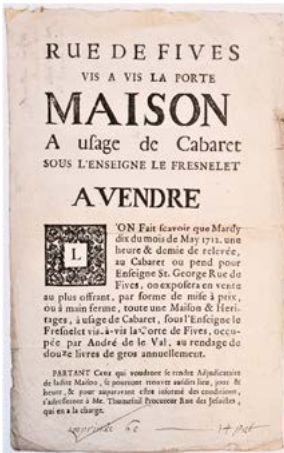 RUE DE FIVES
VIS A VIS LA PORTE
MAISON
A uſage de Cabaret
SOUS L'ENSEIGNE LE FRESNELET
A VENDRE
L'ON Fait ſçavoir que Mardy
dix du mois de May 1712. une
heure & demie de relevée,
au Cabaret ou pend pour
Enſeigne St. George Rue de
Fives, on expoſera en vente
au plus offrant, par forme de miſe à prix,
ou à main ferme, toute une Maiſon & Heri-
tages, à uſage de Cabaret, ſous l'Enſeigne le
Freſnelet vis-à-vis la Porte de Fives, occu-
pée par André de le Val, au rendage de
douze livres de gros annuellement.
PARTANT Ceux qui voudront ſe rendre Adjudicataire
de ladite Maiſon, ſe pourront trouver auſdits lieu, jour &
heure, & pour auparavant eſtre informé des conditions,
s'adreſſeront à Me. Procureur Rue des Jeſuites,
qui en a la charge.